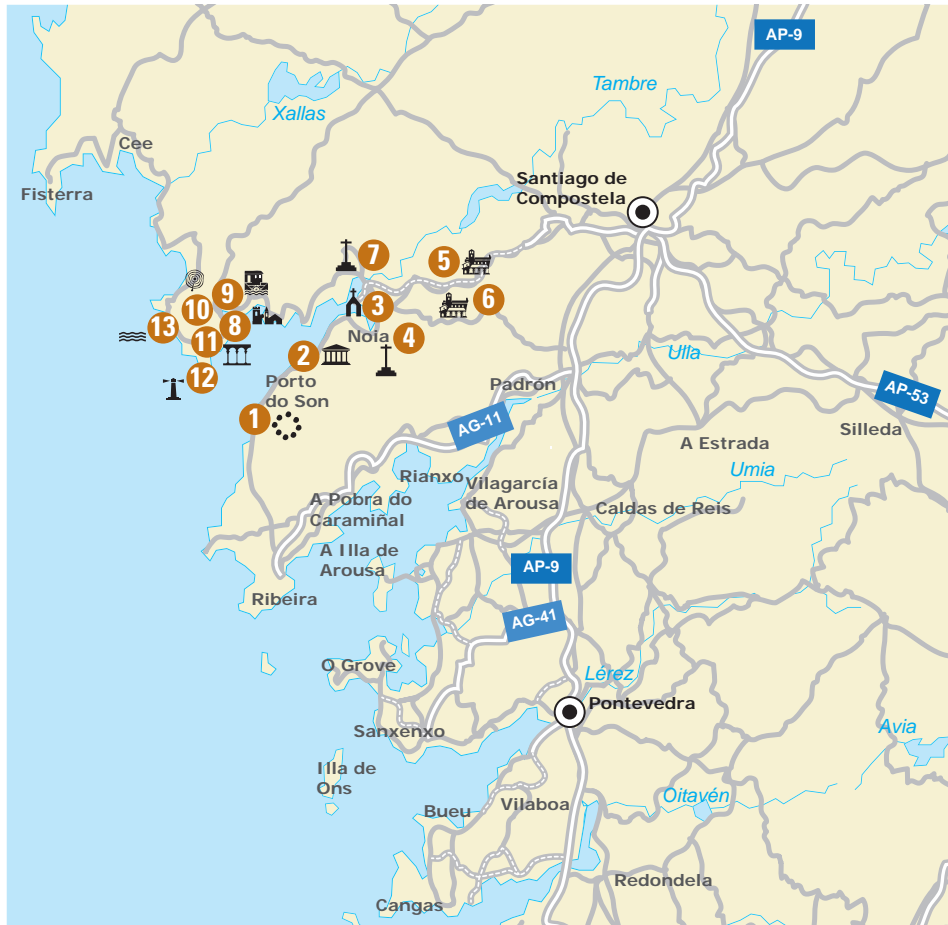 AP-9
Tambre
Xallas
Cee
Santiago de
Compostela
Fisterra
7
5
9
6
10
3
13
8
11
4
Noia
2
Ulla
12
Padrón
Porto
do Son
AP-53
1
AG-11
Silleda
A Estrada
Umia
Rianxo
Vilagarcía
de Arousa
A Pobra do
Caramiñal
Caldas de Reis
A Illa de
Arousa
AP-9
Ribeira
AG-41
O Grove
Lérez
Pontevedra
Sanxenxo
Avia
Illa de
Ons
Oitavén
Vilaboa
Bueu
Redondela
Cangas